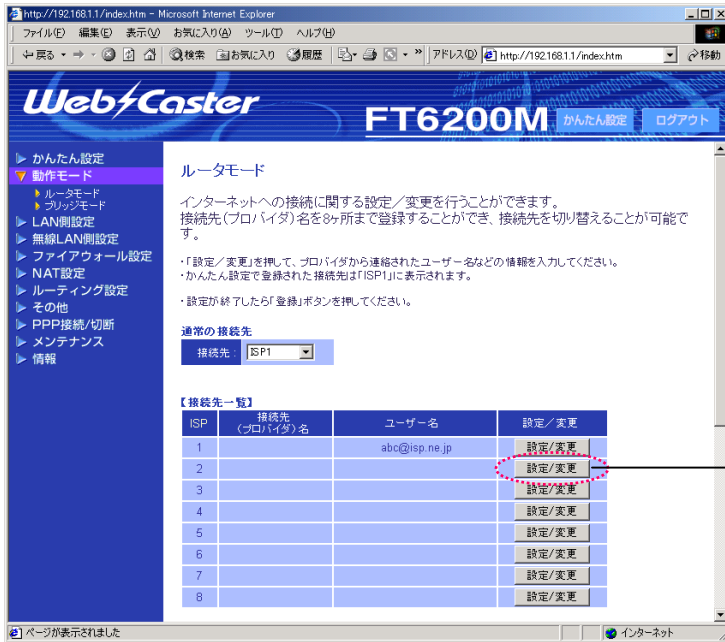 http://192.168.1.1/index.htm - Microsoft Internet Explorer
ファイル(F) 編集(E) 表示(V) お気に入り(A) ツール(T) ヘルプ(H)
戻る 検索 お気に入り 履歴 » アドレス(D) http://192.168.1.1/index.htm 移動
Web Caster
FT6200M かんたん設定 ログアウト
かんたん設定
動作モード
ルータモード
ブリッジモード
LAN側設定
無線LAN側設定
ファイアウォール設定
NAT設定
ルーティング設定
その他
PPP接続/切断
メンテナンス
情報
ルータモード
インターネットへの接続に関する設定/変更を行うことができます。
接続先(プロバイダ)名を8ヶ所まで登録することができ、接続先を切り替えることが可能で
す。
・「設定/変更」を押して、プロバイダから連絡されたユーザー名などの情報を入力してください。
・かんたん設定で登録された接続先は「ISP1」に表示されます。
・設定が終了したら「登録」ボタンを押してください。
通常の接続先
接続先: ISP1
【接続先一覧】
ISP 接続先(プロバイダ)名 ユーザー名 設定/変更
1 abc@isp.ne.jp 設定/変更
2 設定/変更
3 設定/変更
4 設定/変更
5 設定/変更
6 設定/変更
7 設定/変更
8 設定/変更
ページが表示されました インターネット